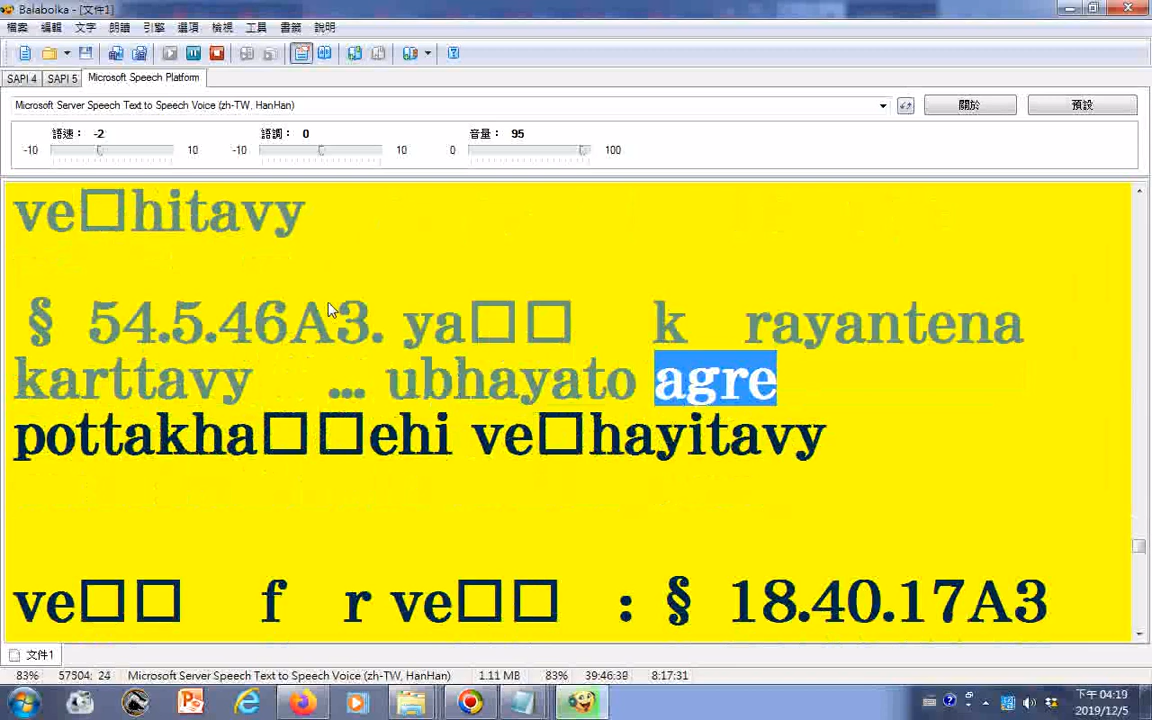 Balabolka - [文件1]
檔案 編輯 文字 朗讀 引擎 選項 檢視 工具 書籤 說明
SAPI 4 SAPI 5 Microsoft Speech Platform
Microsoft Server Speech Text to Speech Voice (zh-TW, HanHan) 關於 預設
語速： -2 語調： 0 音量： 95
-10 10 -10 10 0 100
ve□hitavy
§ 54.5.46A3. ya□□ k rayantena
karttavy ... ubhayato agre
pottakha□□ehi ve□hayitavy
ve□□ f r ve□□ : § 18.40.17A3
文件1
83% 57504: 24 Microsoft Server Speech Text to Speech Voice (zh-TW, HanHan) 1.11 MB 83% 39:46:38 8:17:31
下午 04:19
2019/12/5